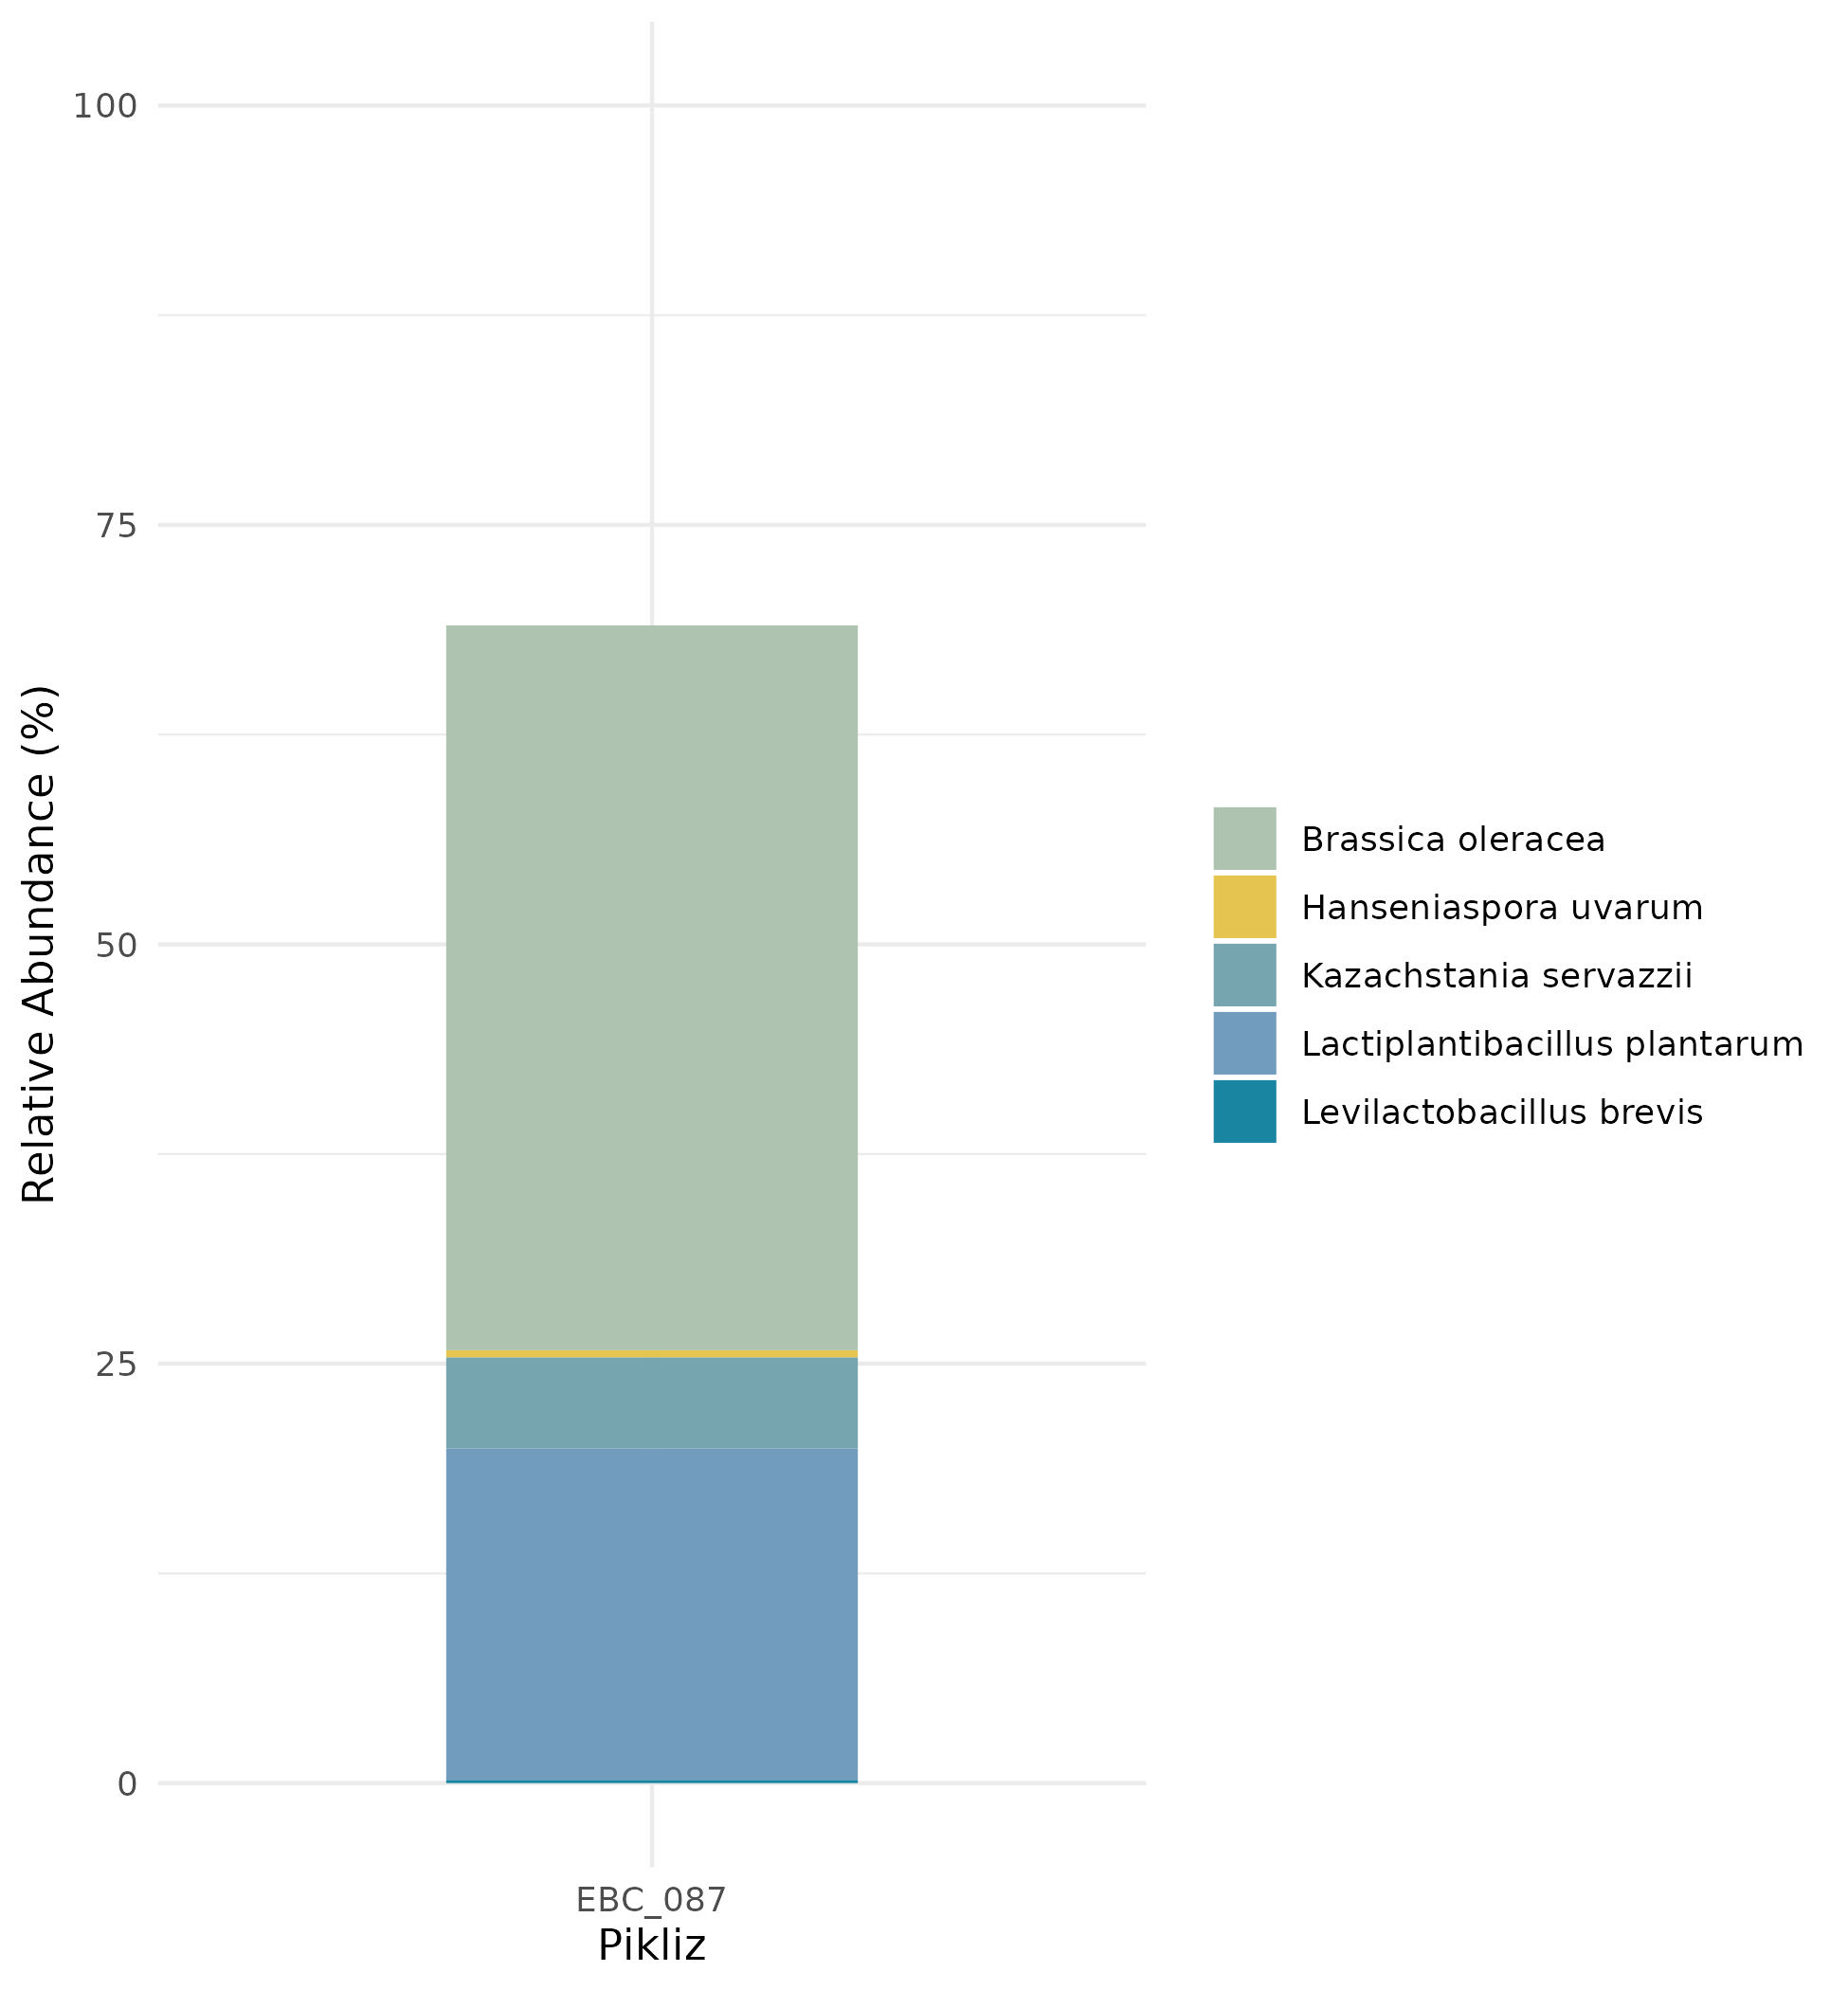 100
75
50
25
0
Relative Abundance (%)
EBC_087
Pikliz
Brassica oleracea
Hanseniaspora uvarum
Kazachstania servazzii
Lactiplantibacillus plantarum
Levilactobacillus brevis